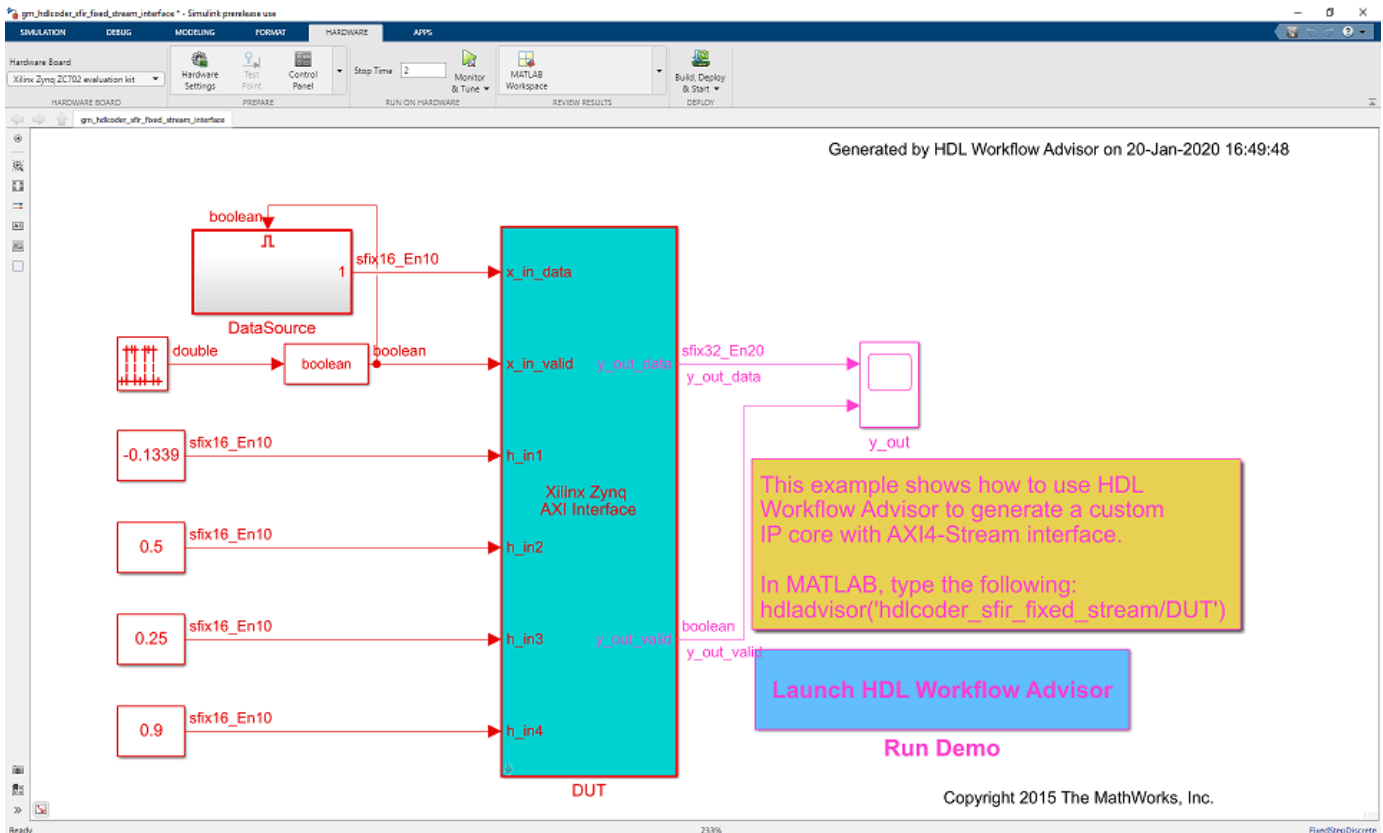 gm_hdlcoder_sfir_fixed_stream_interface * - Simulink prerelease use
SIMULATION DEBUG MODELING FORMAT HARDWARE APPS
Hardware Board
Xilinx Zynq ZC702 evaluation kit
Hardware Settings
Test Point
Control Panel
Stop Time 2
Monitor & Tune
MATLAB Workspace
Build, Deploy & Start
HARDWARE BOARD PREPARE RUN ON HARDWARE REVIEW RESULTS DEPLOY
gm_hdlcoder_sfir_fixed_stream_interface
Generated by HDL Workflow Advisor on 20-Jan-2020 16:49:48
boolean
1
sfix16_En10
x_in_data
DataSource
double
boolean
boolean
x_in_valid
y_out_data
sfix32_En20
y_out_data
y_out
-0.1339
sfix16_En10
h_in1
Xilinx Zynq
AXI Interface
This example shows how to use HDL
Workflow Advisor to generate a custom
IP core with AXI4-Stream interface.
In MATLAB, type the following:
hdladvisor('hdlcoder_sfir_fixed_stream/DUT')
0.5
sfix16_En10
h_in2
0.25
sfix16_En10
h_in3
y_out_valid
boolean
y_out_valid
Launch HDL Workflow Advisor
Run Demo
0.9
sfix16_En10
h_in4
DUT
Copyright 2015 The MathWorks, Inc.
Ready 233% FixedStepDiscrete